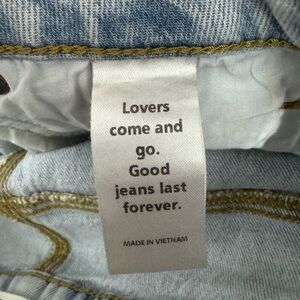 Lovers
come and
go.
Good
jeans last
forever.
MADE IN VIETNAM